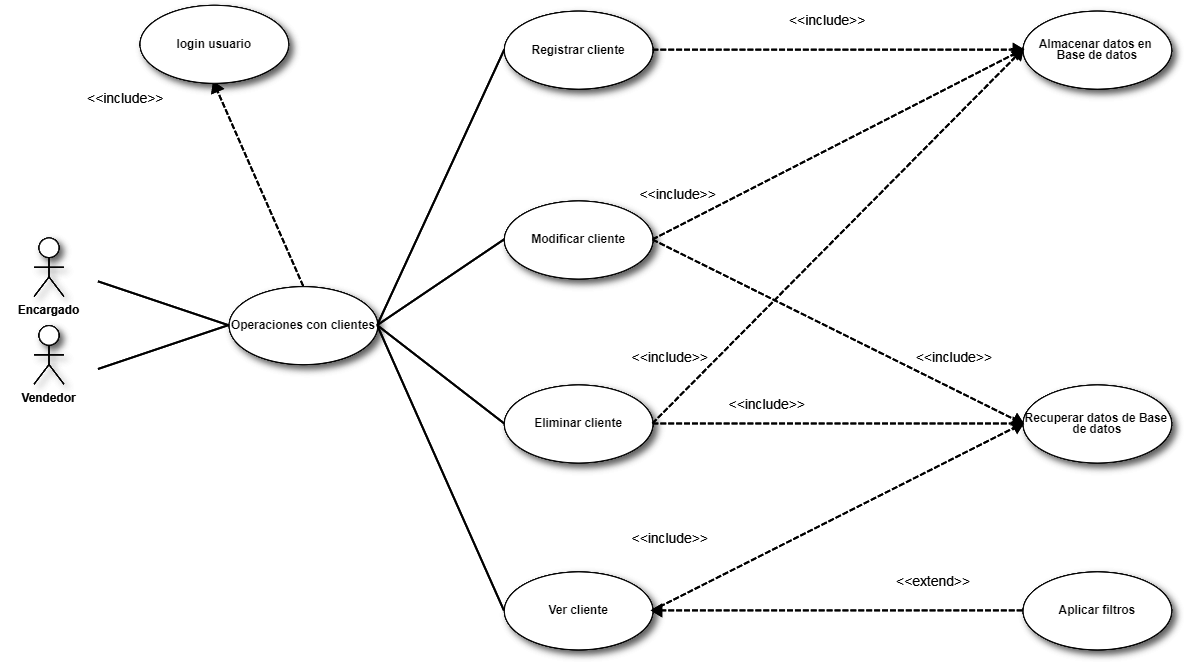 login usuario
Registrar cliente
<<include>>
Almacenar datos en
Base de datos
<<include>>
<<include>>
Modificar cliente
Encargado
Operaciones con clientes
Vendedor
<<include>>
<<include>>
<<include>>
Eliminar cliente
Recuperar datos de Base
de datos
<<include>>
<<extend>>
Ver cliente
Aplicar filtros